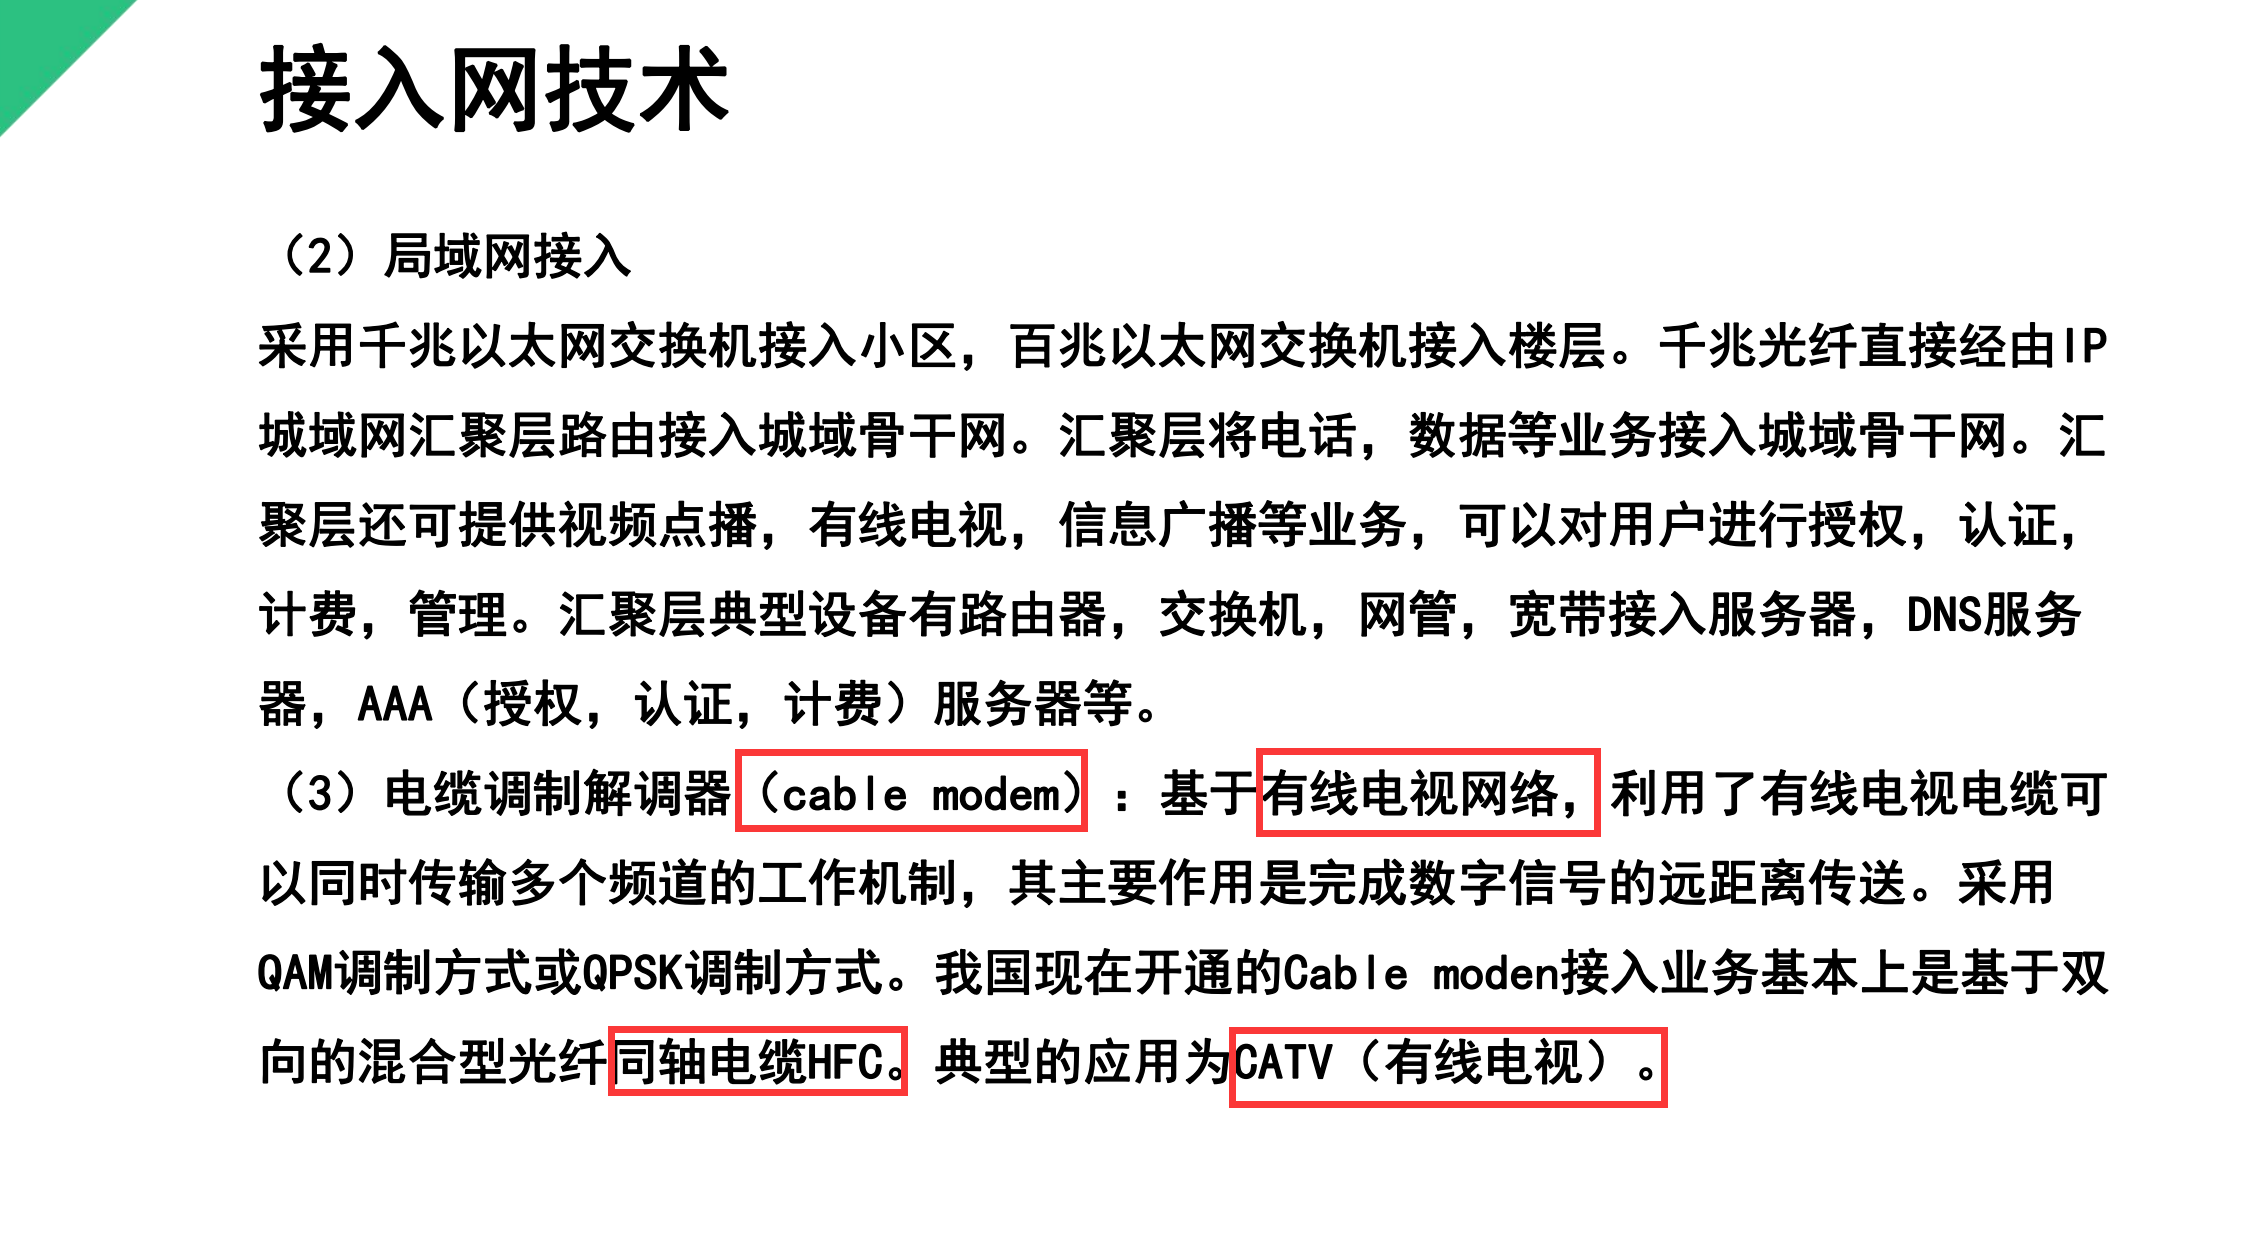 接入网技术
（2）局域网接入
采用千兆以太网交换机接入小区，百兆以太网交换机接入楼层。千兆光纤直接经由IP
城域网汇聚层路由接入城域骨干网。汇聚层将电话，数据等业务接入城域骨干网。汇
聚层还可提供视频点播，有线电视，信息广播等业务，可以对用户进行授权，认证，
计费，管理。汇聚层典型设备有路由器，交换机，网管，宽带接入服务器，DNS服务
器，AAA（授权，认证，计费）服务器等。
（3）电缆调制解调器（cable modem）：基于有线电视网络，利用了有线电视电缆可
以同时传输多个频道的工作机制，其主要作用是完成数字信号的远距离传送。采用
QAM调制方式或QPSK调制方式。我国现在开通的Cable moden接入业务基本上是基于双
向的混合型光纤同轴电缆HFC。典型的应用为CATV（有线电视）。